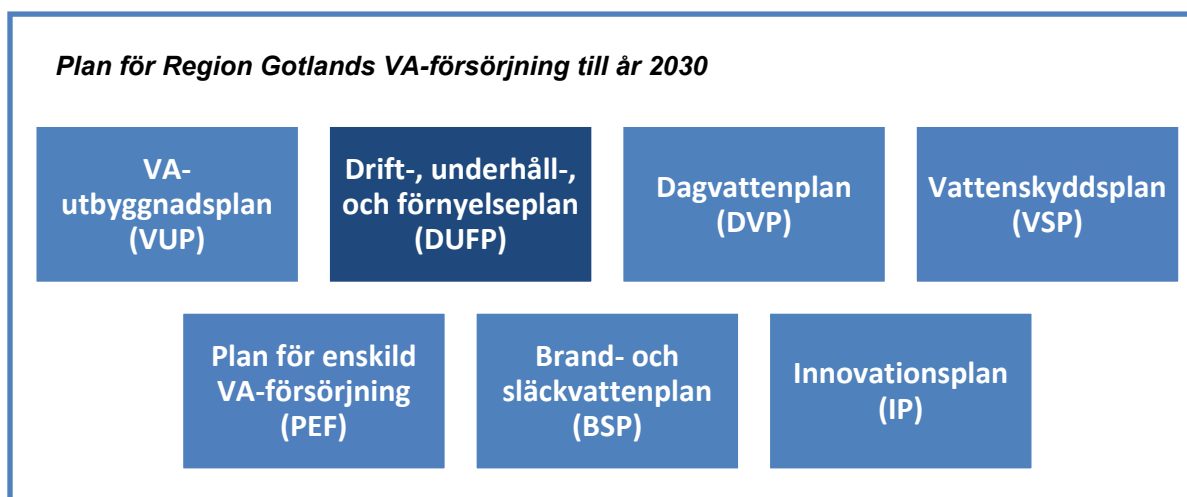 Plan för Region Gotlands VA-försörjning till år 2030
VA-
utbyggnadsplan
(VUP)
Drift-, underhåll-,
och förnyelseplan
(DUFP)
Dagvattenplan
(DVP)
Vattenskyddsplan
(VSP)
Plan för enskild
VA-försörjning
(PEF)
Brand- och
släckvattenplan
(BSP)
Innovationsplan
(IP)